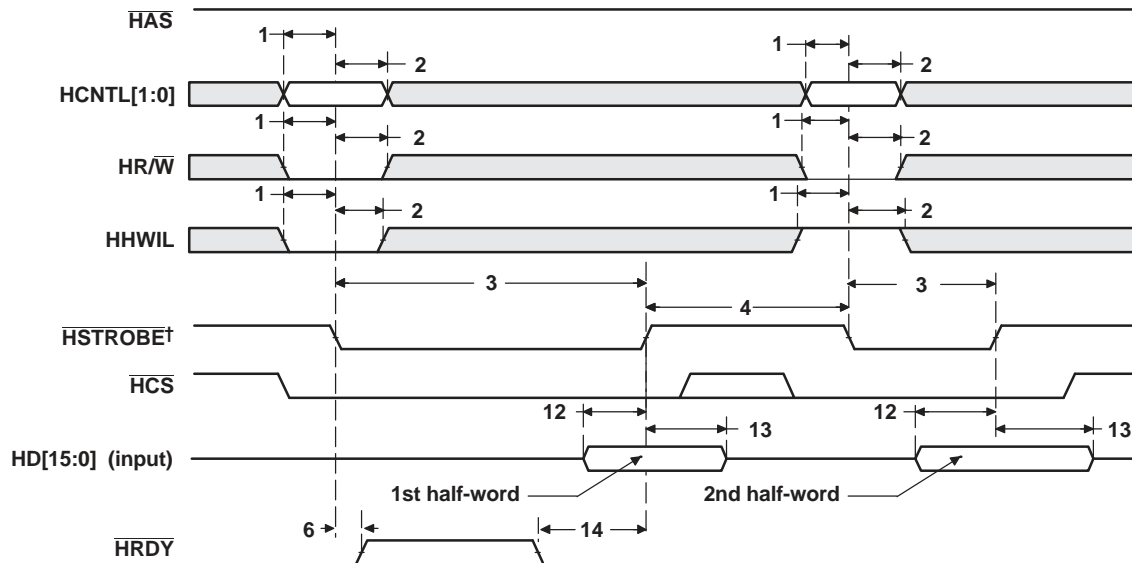 HAS
1
1
2
2
HCNTL[1:0]
1
1
2
2
HR/W
1
1
2
2
HHWIL
3
4
3
HSTROBE†
HCS
12
13
12
13
HD[15:0] (input)
1st half-word
2nd half-word
6
14
HRDY